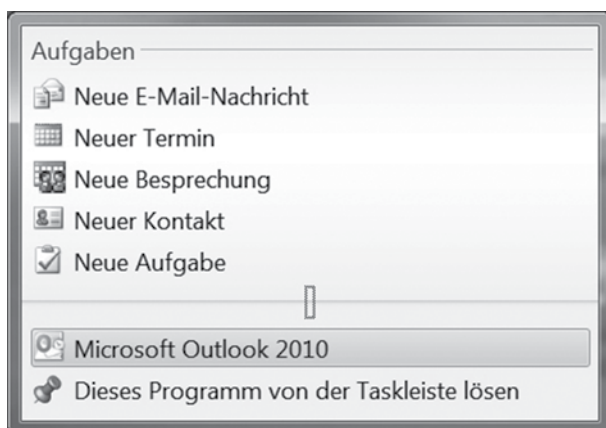 Aufgaben
Neue E-Mail-Nachricht
Neuer Termin
Neue Besprechung
Neuer Kontakt
Neue Aufgabe
Microsoft Outlook 2010
Dieses Programm von der Taskleiste lösen